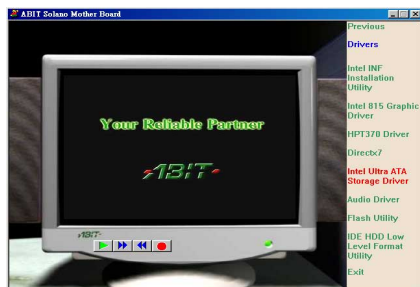 ABIT Solano Mother Board
Previous
Drivers
Intel INF
Installation
Utility
Intel 815 Graphic
Driver
HPT370 Driver
Directx7
Intel Ultra ATA
Storage Driver
Audio Driver
Flash Utility
IDE HDD Low
Level Format
Utility
Exit
Your Reliable Partner
ABIT
ABIT